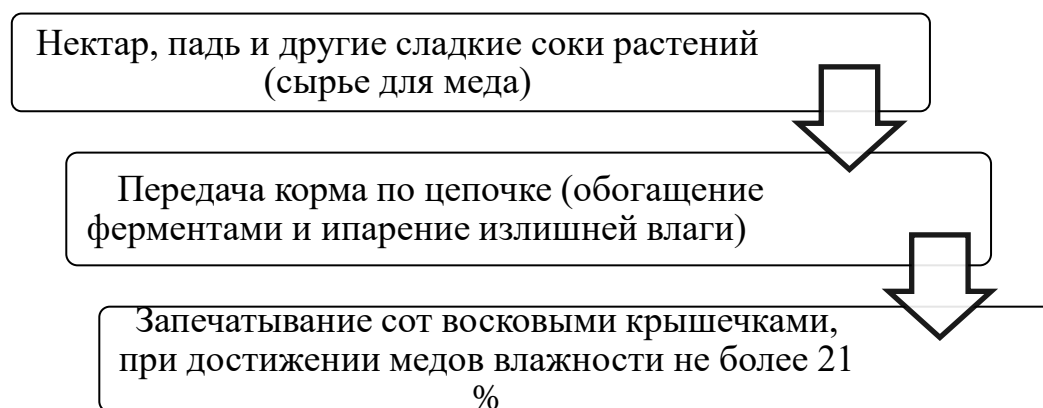 Нектар, падь и другие сладкие соки растений
(сырье для меда)
Передача корма по цепочке (обогащение
ферментами и ипарение излишней влаги)
Запечатывание сот восковыми крышечками,
при достижении медов влажности не более 21
%